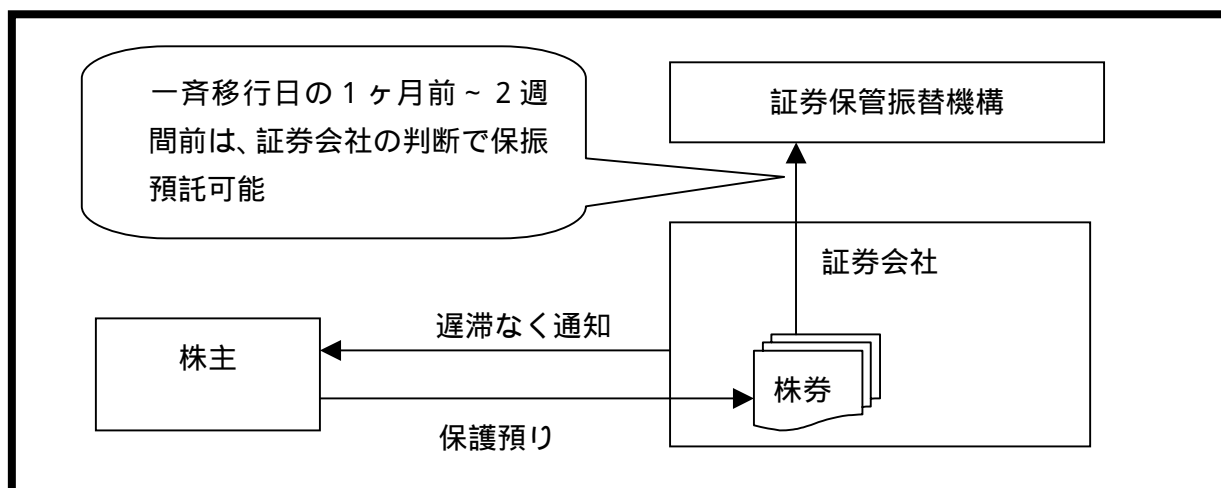 一斉移行日の1ヶ月前~2週
間前は、証券会社の判断で保振
預託可能
証券保管振替機構
証券会社
遅滞なく通知
株主
株券
保護預り